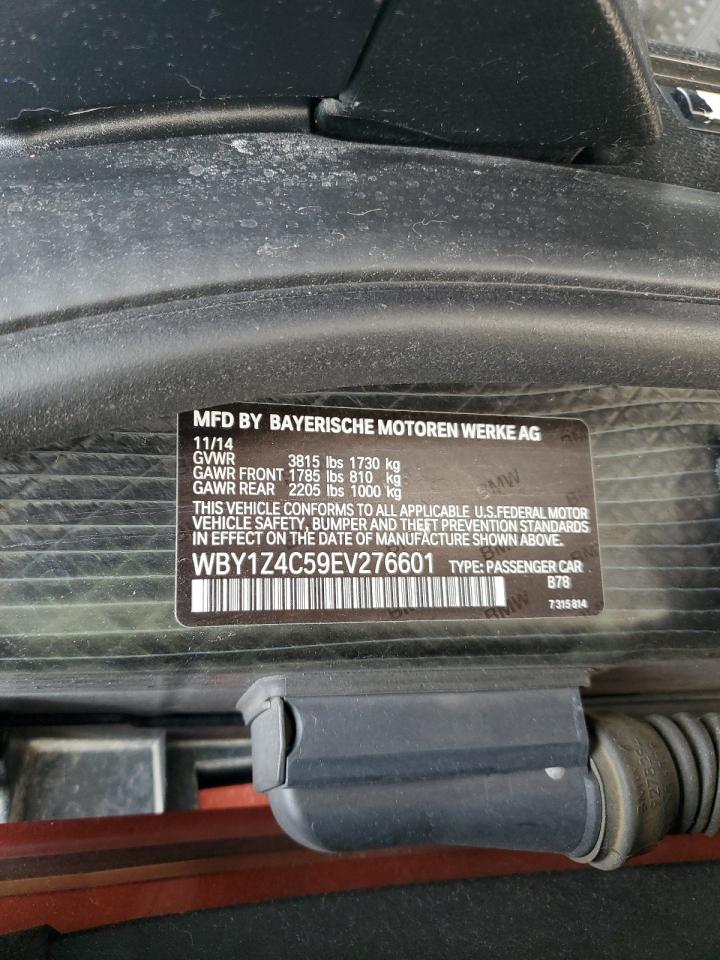 MFD BY BAYERISCHE MOTOREN WERKE AG
11/14
GVWR 3815 lbs 1730 kg
GAWR FRONT 1785 lbs 810 kg
GAWR REAR 2205 lbs 1000 kg
THIS VEHICLE CONFORMS TO ALL APPLICABLE U.S.FEDERAL MOTOR
VEHICLE SAFETY, BUMPER AND THEFT PREVENTION STANDARDS
IN EFFECT ON THE DATE OF MANUFACTURE SHOWN ABOVE.
WBY1Z4C59EV276601 TYPE: PASSENGER CAR
B78
7 315 814
BMW
BMW
BMW